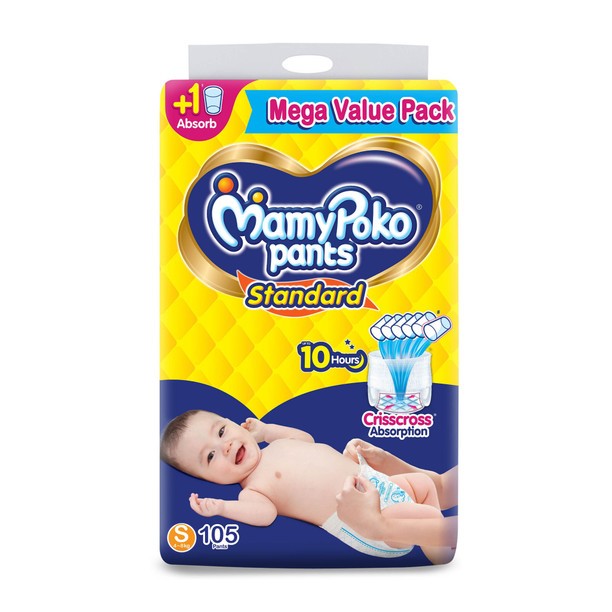 +1
Absorb
Mega Value Pack
MamyPoko®
pants
Standard
10 Hours
Crisscross
Absorption
S
105
Pants